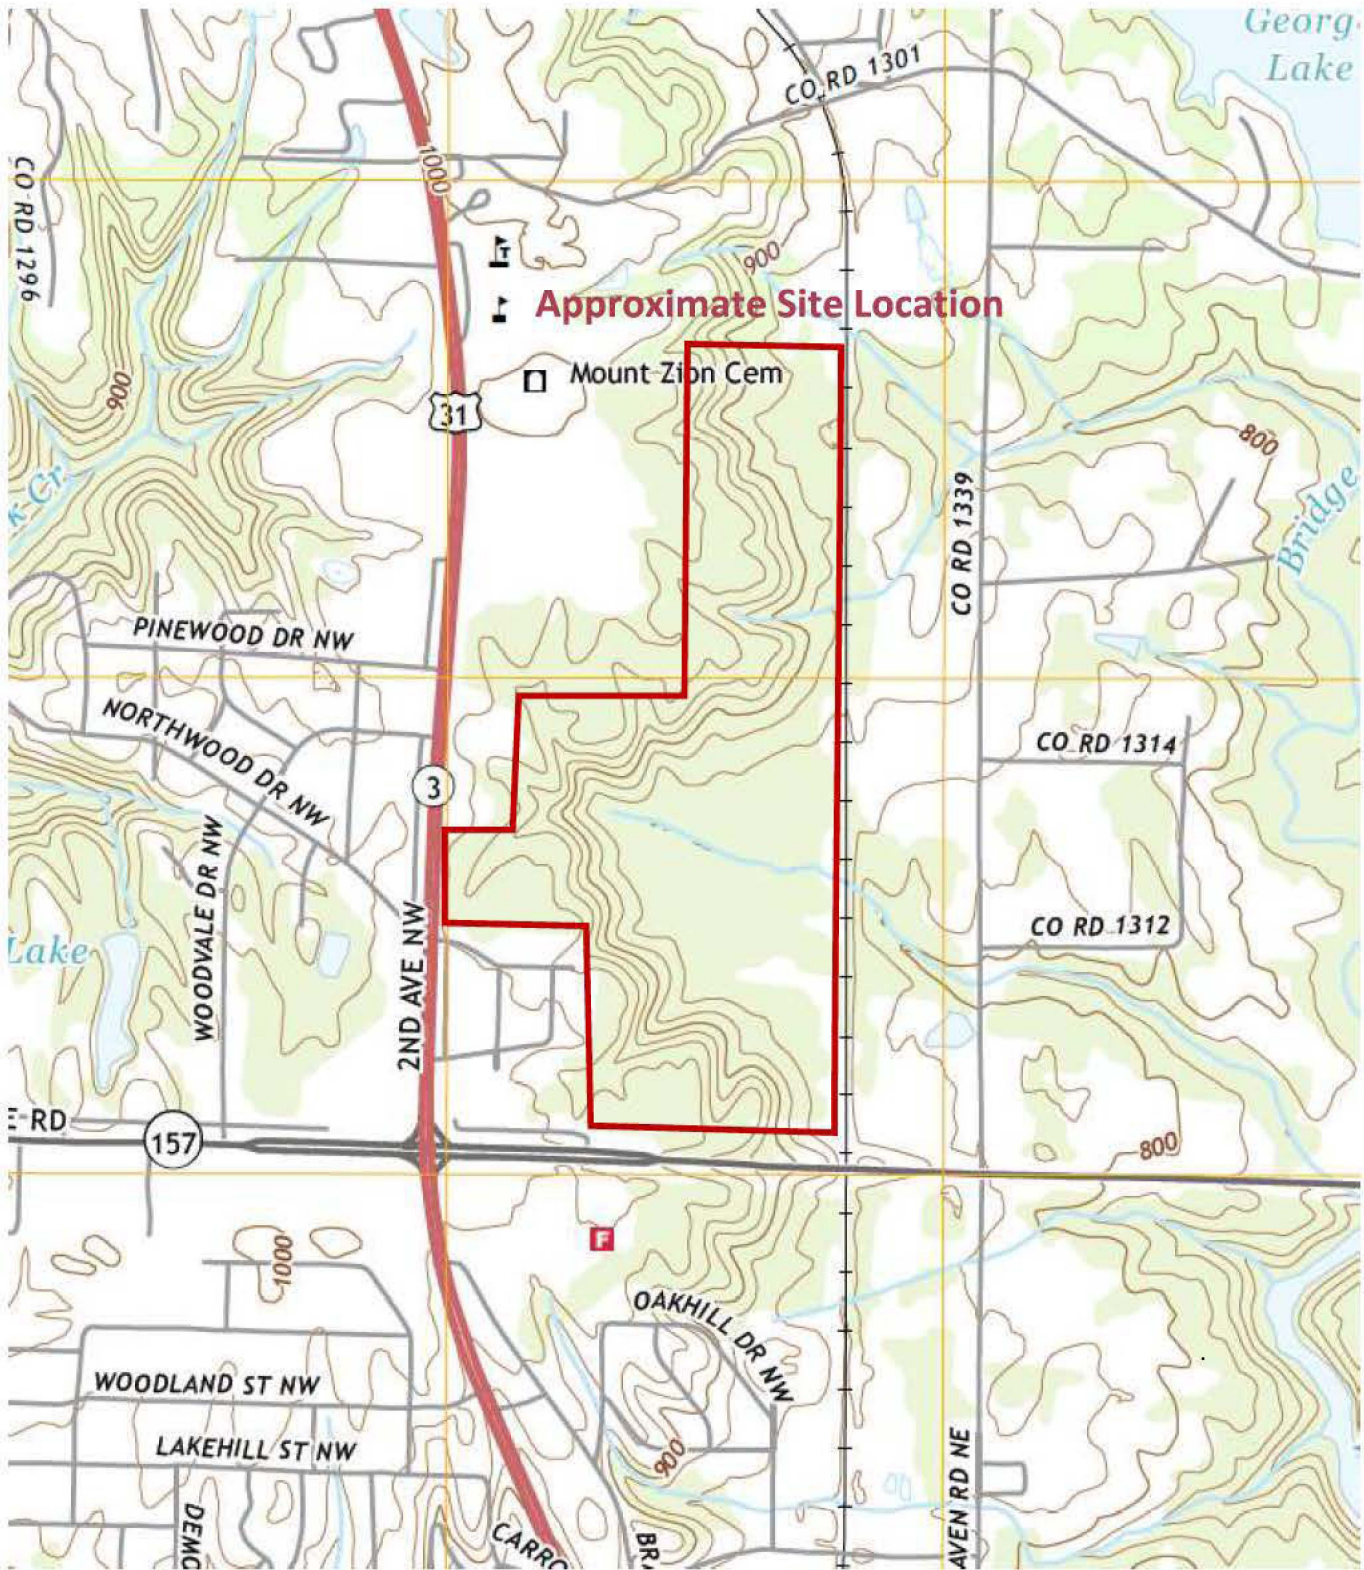 Georg
Lake
CO RD 1301
1000
CO RD 1296
900
Approximate Site Location
Mount Zion Cem
900
31
800
k Cr
CO RD 1339
Bridge
PINEWOOD DR NW
NORTHWOOD DR NW
CO RD 1314
3
WOODVALE DR NW
2ND AVE NW
CO RD 1312
Lake
E RD
157
800
F
1000
OAKHILL DR NW
WOODLAND ST NW
LAKEHILL ST NW
900
AVEN RD NE
DEMO
CARRO
BRA